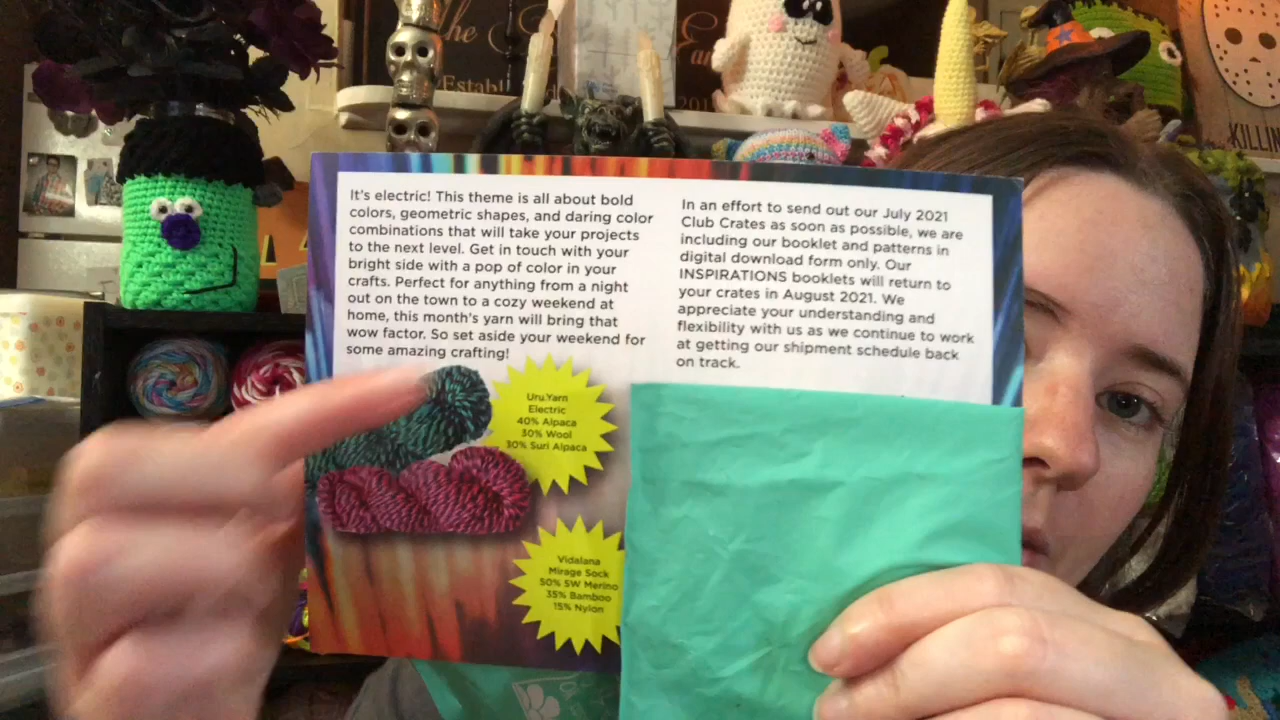 The
Establ
201
KILLIN
It's electric! This theme is all about bold
colors, geometric shapes, and daring color
combinations that will take your projects
to the next level. Get in touch with your
bright side with a pop of color in your
crafts. Perfect for anything from a night
out on the town to a cozy weekend at
home, this month's yarn will bring that
wow factor. So set aside your weekend for
some amazing crafting!
In an effort to send out our July 2021
Club Crates as soon as possible, we are
including our booklet and patterns in
digital download form only. Our
INSPIRATIONS booklets will return to
your crates in August 2021. We
appreciate your understanding and
flexibility with us as we continue to work
at getting our shipment schedule back
on track.
Uru.Yarn
Electric
40% Alpaca
30% Wool
30% Suri Alpaca
Vidalana
Mirage Sock
50% SW Merino
35% Bamboo
15% Nylon